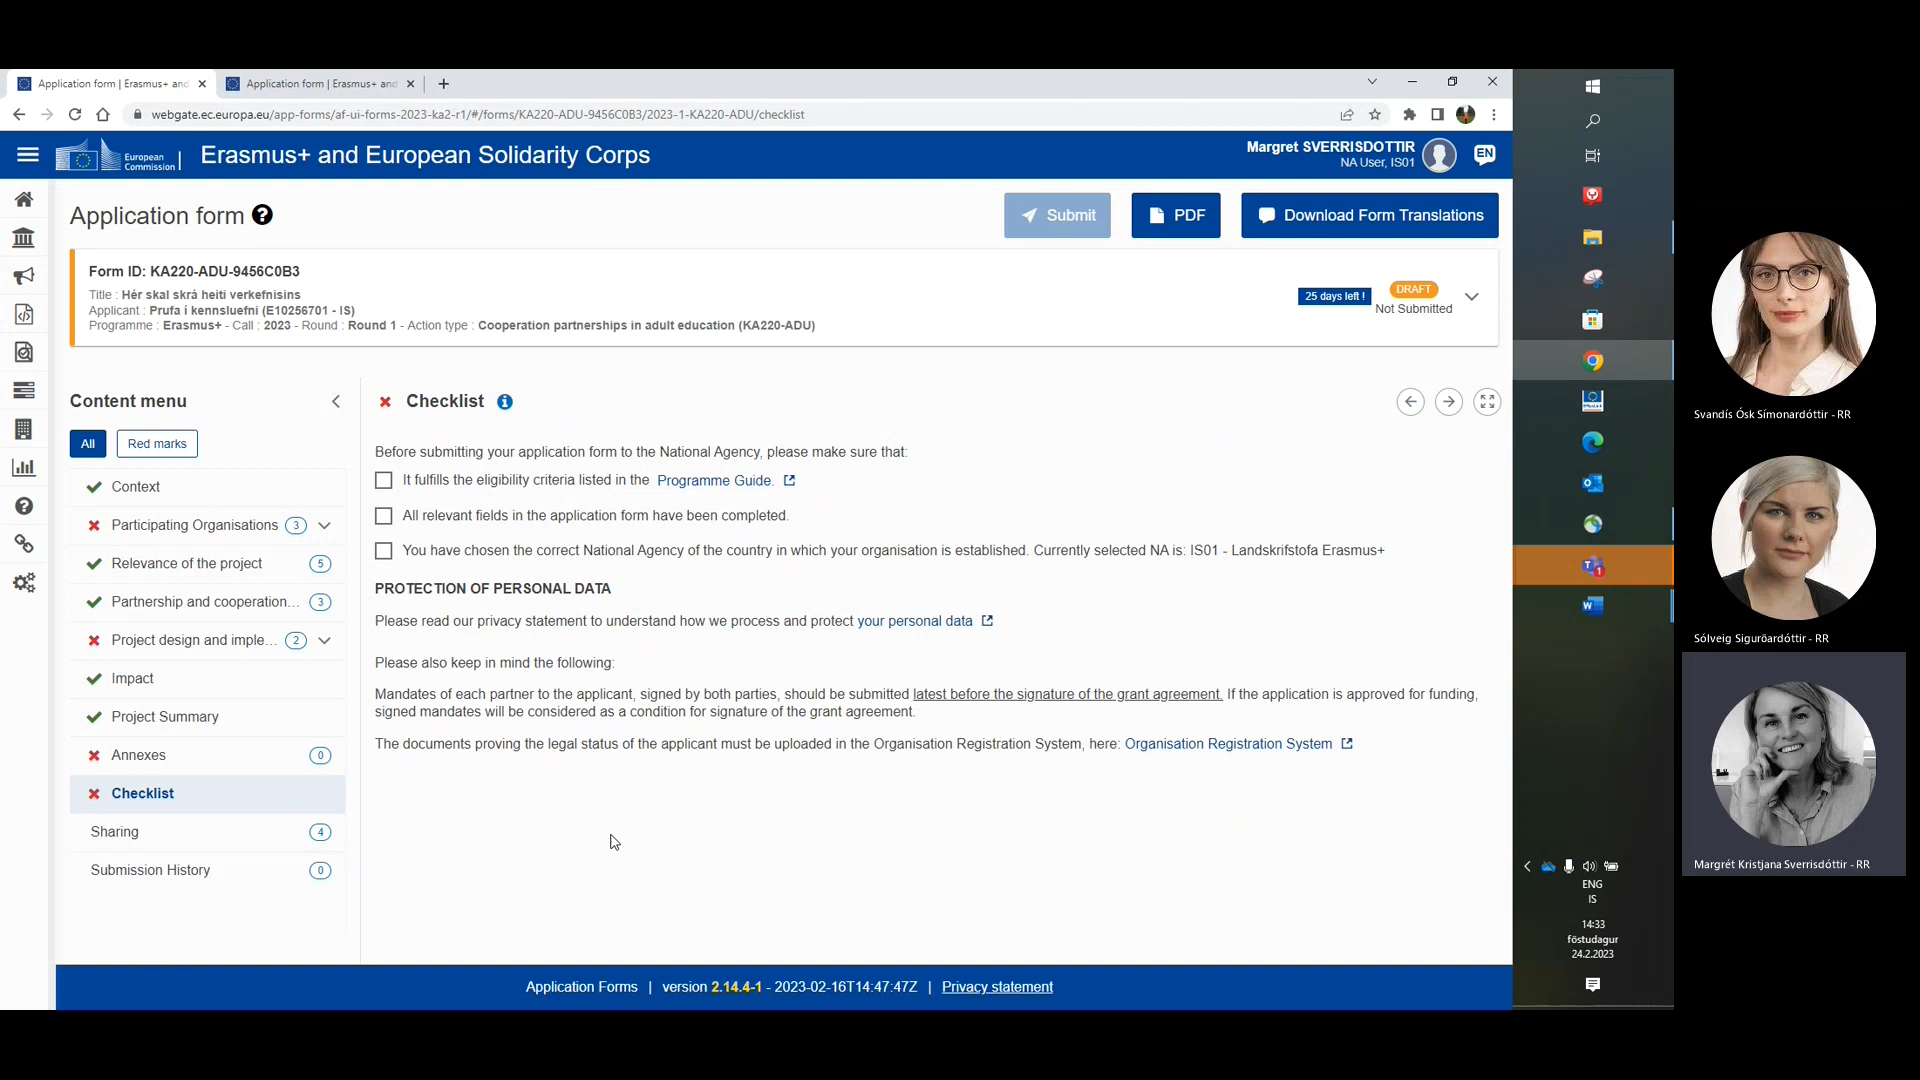 Application form | Erasmus+ and
Application form | Erasmus+ and
webgate.ec.europa.eu/app-forms/af-ui-forms-2023-ka2-r1/#/forms/KA220-ADU-9456C0B3/2023-1-KA220-ADU/checklist
European
Commission
Erasmus+ and European Solidarity Corps
Margret SVERRISDOTTIR
NA User, IS01
EN
Application form
Submit
PDF
Download Form Translations
Form ID: KA220-ADU-9456C0B3
Title : Hér skal skrá heiti verkefnisins
Applicant : Prufa í kennsluefni (E10256701 - IS)
Programme : Erasmus+ - Call : 2023 - Round : Round 1 - Action type : Cooperation partnerships in adult education (KA220-ADU)
25 days left !
DRAFT
Not Submitted
Content menu
All
Red marks
Context
Participating Organisations 3
Relevance of the project 5
Partnership and cooperation... 3
Project design and imple... 2
Impact
Project Summary
Annexes 0
Checklist
Sharing 4
Submission History 0
Checklist
Before submitting your application form to the National Agency, please make sure that:
It fulfills the eligibility criteria listed in the Programme Guide.
All relevant fields in the application form have been completed.
You have chosen the correct National Agency of the country in which your organisation is established. Currently selected NA is: IS01 - Landskrifstofa Erasmus+
PROTECTION OF PERSONAL DATA
Please read our privacy statement to understand how we process and protect your personal data
Please also keep in mind the following:
Mandates of each partner to the applicant, signed by both parties, should be submitted latest before the signature of the grant agreement. If the application is approved for funding,
signed mandates will be considered as a condition for signature of the grant agreement.
The documents proving the legal status of the applicant must be uploaded in the Organisation Registration System, here: Organisation Registration System
Application Forms | version 2.14.4-1 - 2023-02-16T14:47:47Z | Privacy statement
ENG
IS
14:33
föstudagur
24.2.2023
Svandís Ósk Símonardóttir - RR
Sólveig Sigurðardóttir - RR
Margrét Kristjana Sverrisdóttir - RR